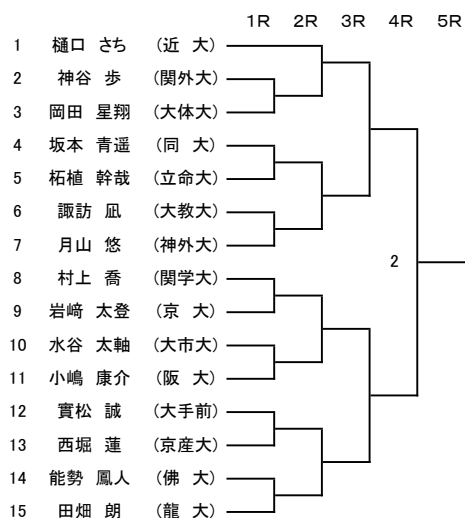 1R 2R 3R 4R 5R
1 樋口 さち (近 大)
2 神谷 歩 (関外大)
3 岡田 星翔 (大体大)
4 坂本 青遥 (同 大)
5 柘植 幹哉 (立命大)
6 諏訪 凪 (大教大)
7 月山 悠 (神外大)
2
8 村上 喬 (関学大)
9 岩﨑 太登 (京 大)
10 水谷 太軸 (大市大)
11 小嶋 康介 (阪 大)
12 實松 誠 (大手前)
13 西堀 蓮 (京産大)
14 能勢 鳳人 (佛 大)
15 田畑 朗 (龍 大)